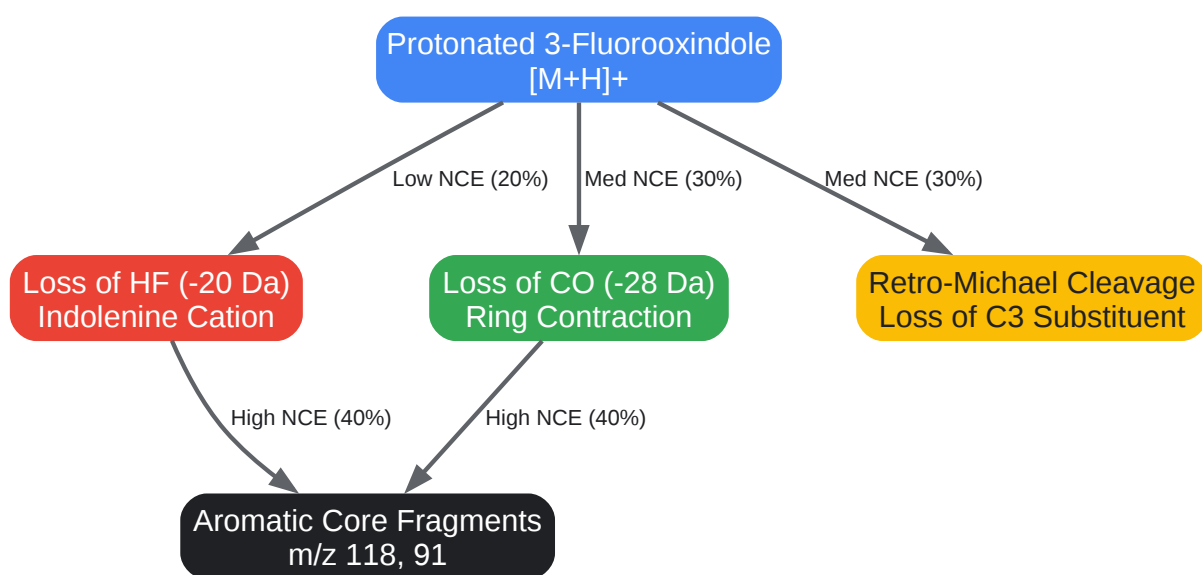 Protonated 3-Fluorooxindole
[M+H]+
Low NCE (20%)
Med NCE (30%)
Med NCE (30%)
Loss of HF (-20 Da)
Indolenine Cation
Loss of CO (-28 Da)
Ring Contraction
Retro-Michael Cleavage
Loss of C3 Substituent
High NCE (40%)
High NCE (40%)
Aromatic Core Fragments
m/z 118, 91